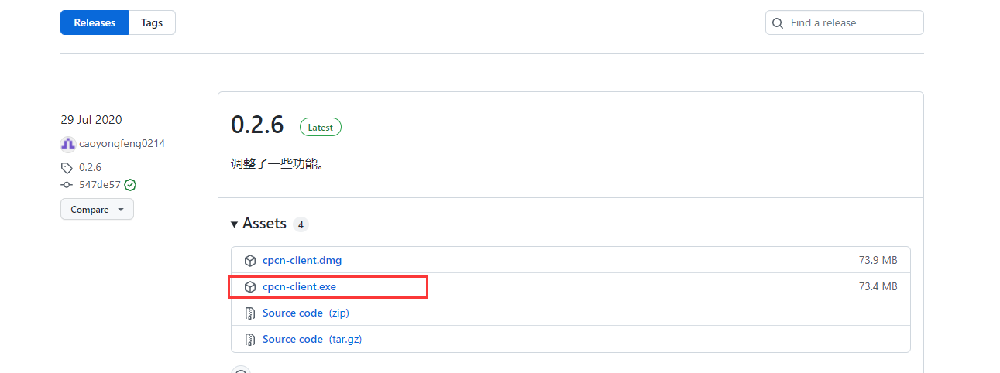 Releases Tags Find a release
29 Jul 2020
caoyongfeng0214
0.2.6
547de57
Compare
0.2.6 Latest
调整了一些功能。
Assets 4
cpcn-client.dmg 73.9 MB
cpcn-client.exe 73.4 MB
Source code (zip)
Source code (tar.gz)